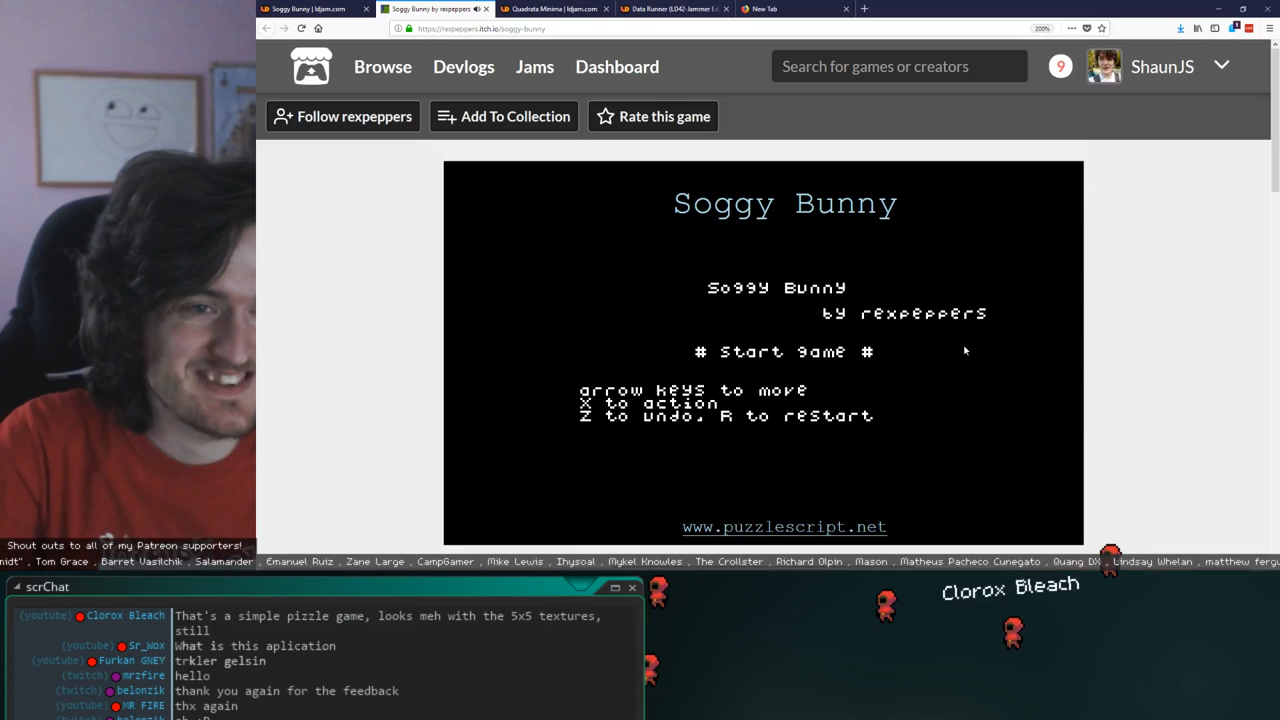 Soggy Bunny | ldjam.com
Soggy Bunny by rexpeppers
Quadrata Minima | ldjam.com
Data Runner (LD42-Jammer
New Tab
https://rexpeppers.itch.io/soggy-bunny
200%
Browse
Devlogs
Jams
Dashboard
Search for games or creators
9
ShaunJS
Follow rexpeppers
Add To Collection
Rate this game
Soggy Bunny
Soggy Bunny
by rexpeppers
# Start game #
arrow keys to move
X to action
Z to undo, R to restart
www.puzzlescript.net
Shout outs to all of my Patreon supporters!
midt" , Tom Grace , Barret Vasilchik , Salamander , Emanuel Ruiz , Zane Large , CampGamer , Mike Lewis , Ihysoal , Mykel Knowles , The Crollster , Richard Olpin , Mason , Matheus Pacheco Cunegato , Quang DX , Lindsay Whelan , matthew fergu
scrChat
(youtube) Clorox Bleach That's a simple pizzle game, looks meh with the 5x5 textures,
still
(youtube) Sr_Wox What is this aplication
(youtube) Furkan GNEY trkler gelsin
(twitch) mrzfire hello
(twitch) belonzik thank you again for the feedback
(youtube) MR FIRE thx again
(twitch) belonzik
Clorox Bleach